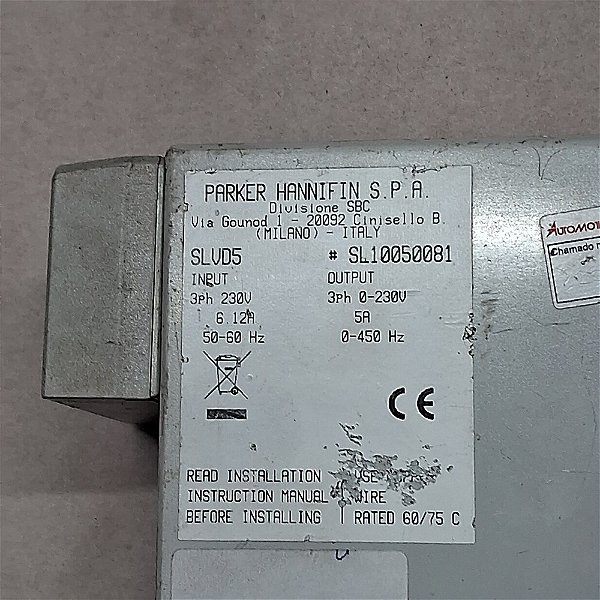 PARKER HANNIFIN S.P.A.
Divisione SBC
Via Gounod 1 - 20092 Cinisello B.
(MILANO) - ITALY
SLVD5 # SL10050081
INPUT OUTPUT
3Ph 230V 3Ph 0-230V
6.12A 5A
50-60 Hz 0-450 Hz
CE
READ INSTALLATION USE
INSTRUCTION MANUAL | WIRE
BEFORE INSTALLING | RATED 60/75 C
Chamado